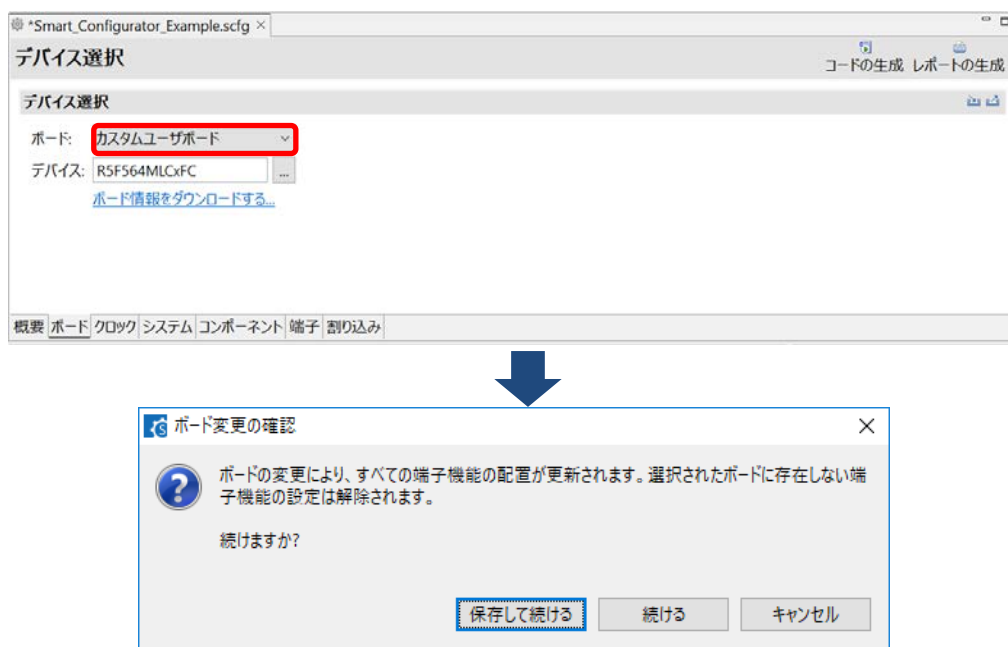 *Smart_Configurator_Example.scfg
デバイス選択
コードの生成 レポートの生成
デバイス選択
ボード: カスタムユーザボード
デバイス: R5F564MLCxFC ...
ボード情報をダウンロードする...
概要 ボード クロック システム コンポーネント 端子 割り込み
ボード変更の確認
ボードの変更により、すべての端子機能の配置が更新されます。選択されたボードに存在しない端
子機能の設定は解除されます。
続けますか?
保存して続ける 続ける キャンセル